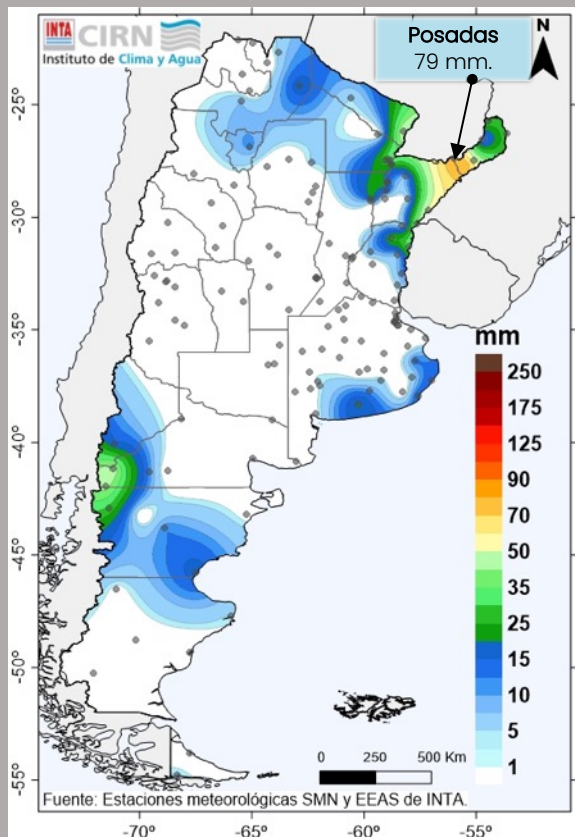 INTA CIRN
Instituto de Clima y Agua
Posadas
79 mm.
N
-25°
-30°
-35°
-40°
-45°
-50°
-55°
mm
250
175
125
90
70
50
35
25
15
10
5
1
0 250 500 Km
Fuente: Estaciones meteorológicas SMN y EEAS de INTA.
-70° -65° -60° -55°